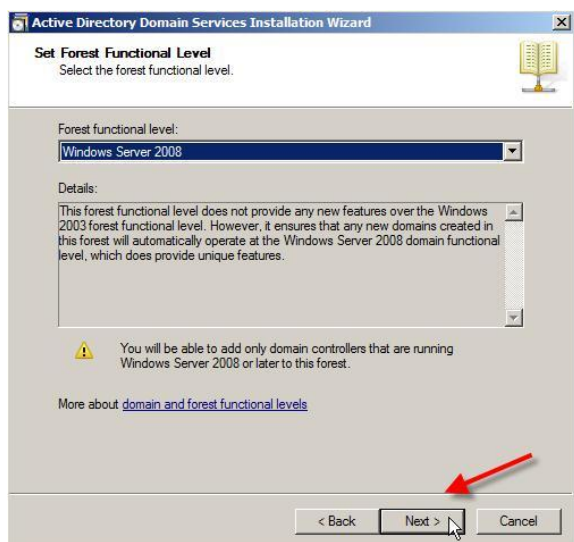 Active Directory Domain Services Installation Wizard
Set Forest Functional Level
Select the forest functional level.
Forest functional level:
Windows Server 2008
Details:
This forest functional level does not provide any new features over the Windows
2003 forest functional level. However, it ensures that any new domains created in
this forest will automatically operate at the Windows Server 2008 domain functional
level, which does provide unique features.
You will be able to add only domain controllers that are running
Windows Server 2008 or later to this forest.
More about domain and forest functional levels
< Back Next > Cancel